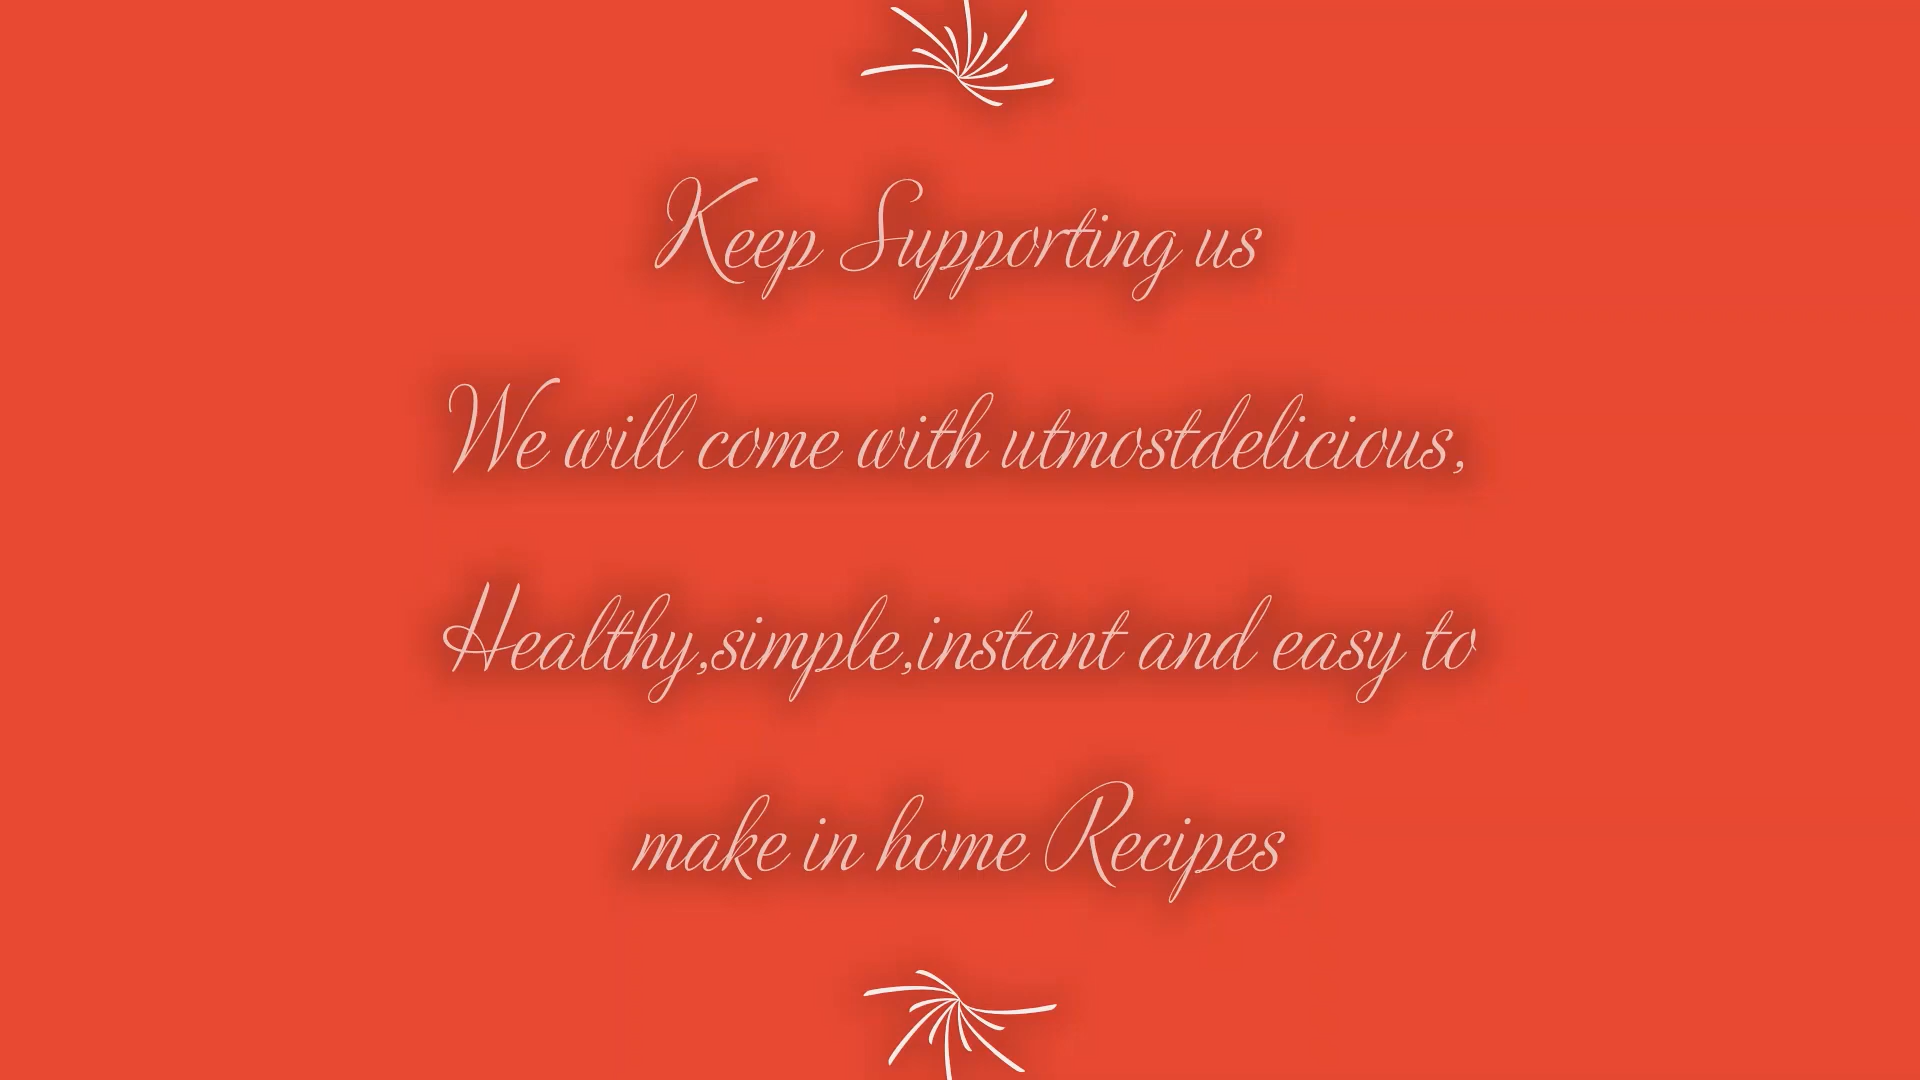 Keep Supporting us
We will come with utmostdelicious,
Healthy,simple,instant and easy to
make in home Recipes